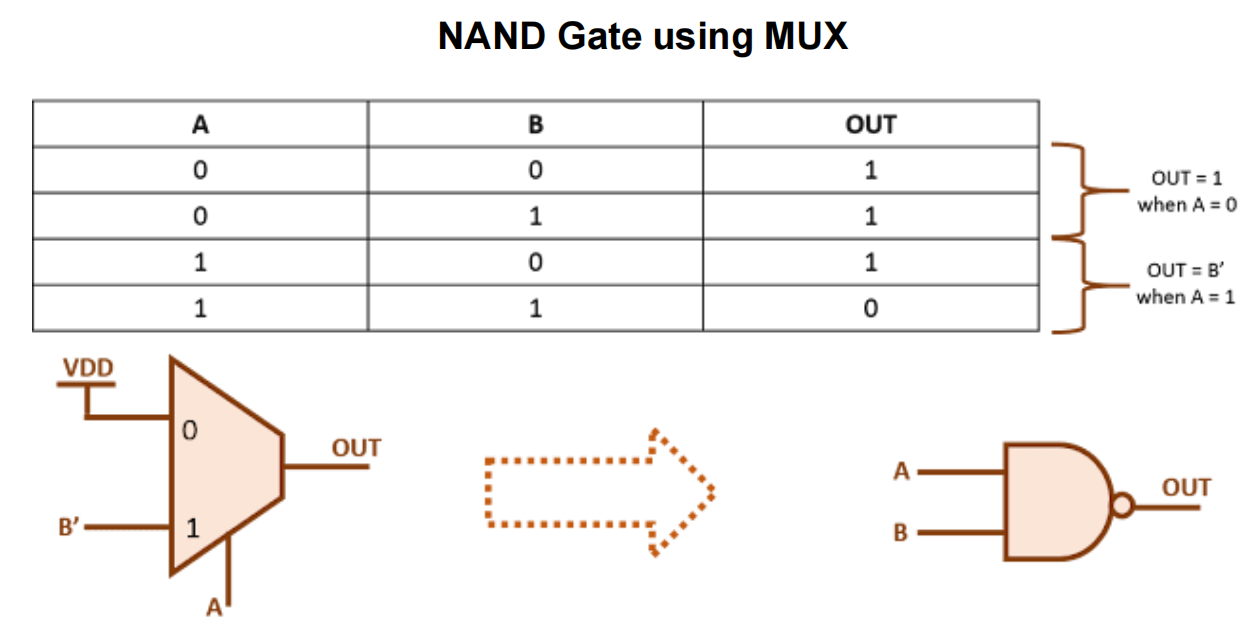 NAND Gate using MUX
A B OUT
0 0 1
0 1 1
1 0 1
1 1 0
OUT = 1
when A = 0
OUT = B’
when A = 1
VDD
0
OUT
B’
1
A
A
B
OUT